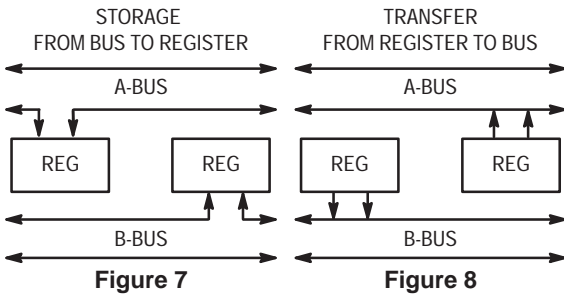 STORAGE
FROM BUS TO REGISTER
A-BUS
REG
REG
B-BUS
Figure 7
TRANSFER
FROM REGISTER TO BUS
A-BUS
REG
REG
B-BUS
Figure 8